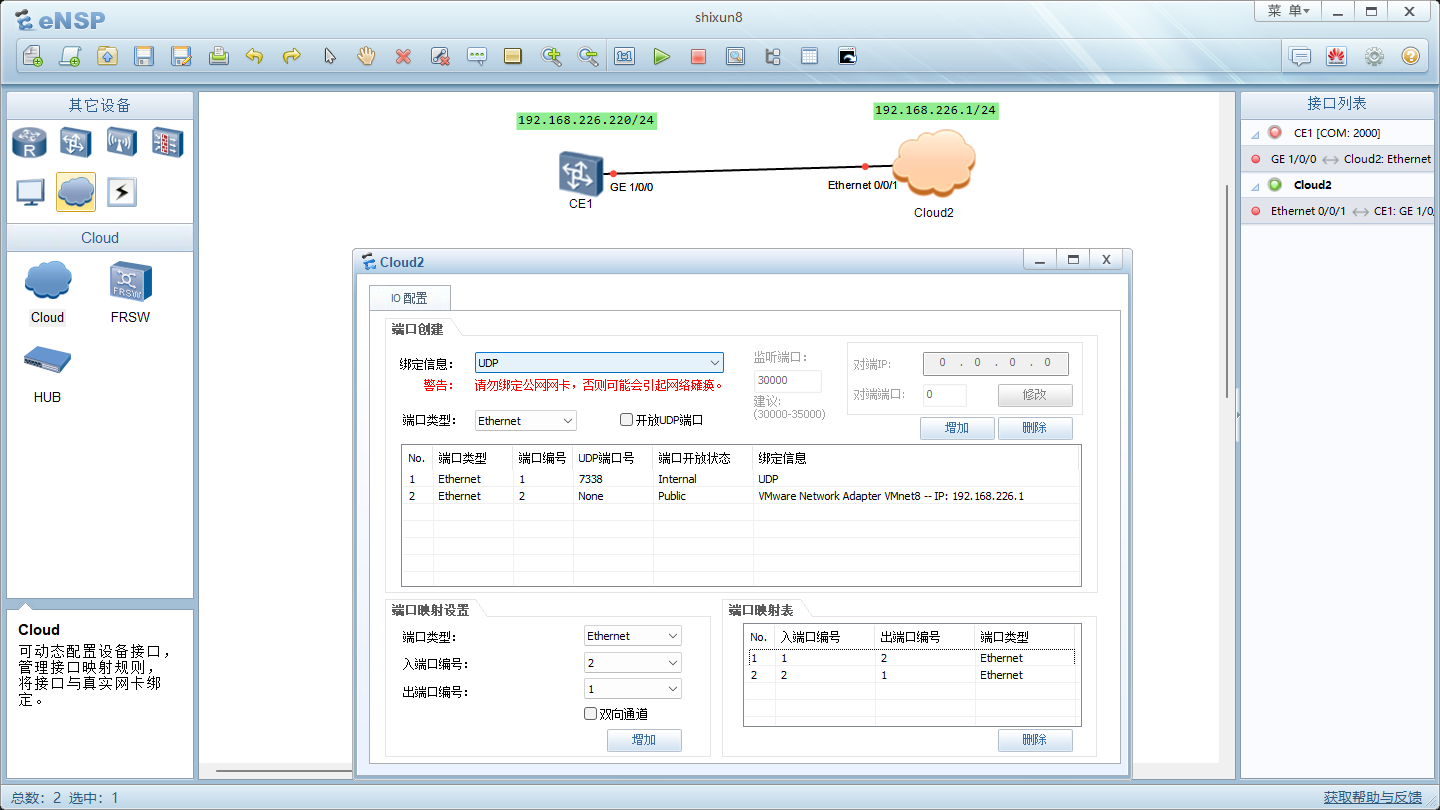 eNSP
shixun8
菜 单
其它设备
R
Cloud
Cloud
FRSW
FRSW
HUB
Cloud
可动态配置设备接口，
管理接口映射规则，
将接口与真实网卡绑
定。
192.168.226.220/24
192.168.226.1/24
GE 1/0/0
CE1
Ethernet 0/0/1
Cloud2
接口列表
CE1 [COM: 2000]
GE 1/0/0 Cloud2: Ethernet
Cloud2
Ethernet 0/0/1 CE1: GE 1/0
Cloud2
IO 配置
端口创建
绑定信息： UDP
警告： 请勿绑定公网网卡，否则可能会引起网络瘫痪。
端口类型： Ethernet 开放UDP端口
监听端口：
30000
建议：
(30000-35000)
对端IP: 0 . 0 . 0 . 0
对端端口： 0 修改
增加 删除
No. 端口类型 端口编号 UDP端口号 端口开放状态 绑定信息
1 Ethernet 1 7338 Internal UDP
2 Ethernet 2 None Public VMware Network Adapter VMnet8 -- IP: 192.168.226.1
端口映射设置
端口类型： Ethernet
入端口编号： 2
出端口编号： 1
双向通道
增加
端口映射表
No. 入端口编号 出端口编号 端口类型
1 1 2 Ethernet
2 2 1 Ethernet
删除
总数：2 选中：1
获取帮助与反馈